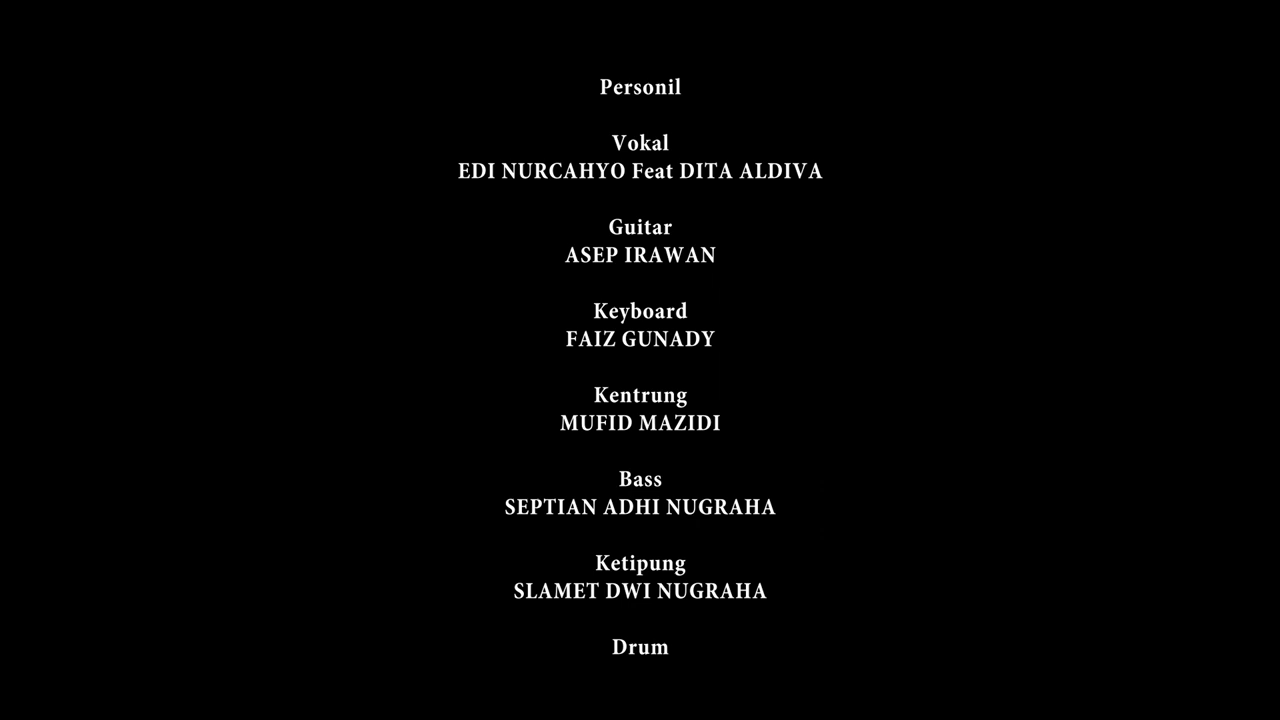 Personil
Vokal
EDI NURCAHYO Feat DITA ALDIVA
Guitar
ASEP IRAWAN
Keyboard
FAIZ GUNADY
Kentrung
MUFID MAZIDI
Bass
SEPTIAN ADHI NUGRAHA
Ketipung
SLAMET DWI NUGRAHA
Drum